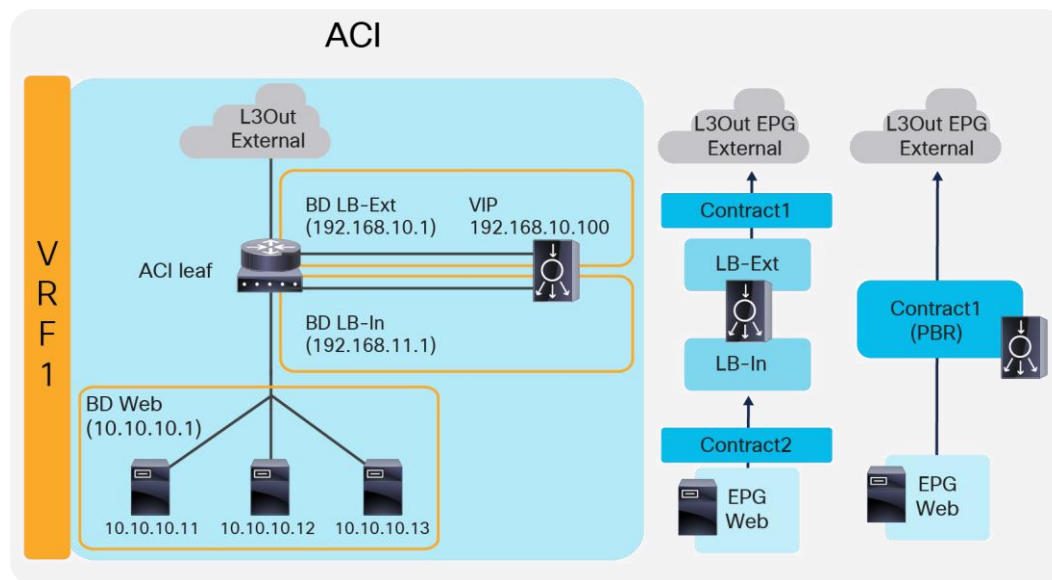 ACI
V
R
F
1
L3Out
External
ACI leaf
BD LB-Ext
(192.168.10.1)
VIP
192.168.10.100
BD LB-In
(192.168.11.1)
BD Web
(10.10.10.1)
10.10.10.11
10.10.10.12
10.10.10.13
L3Out EPG
External
Contract1
LB-Ext
LB-In
Contract2
EPG
Web
L3Out EPG
External
Contract1
(PBR)
EPG
Web